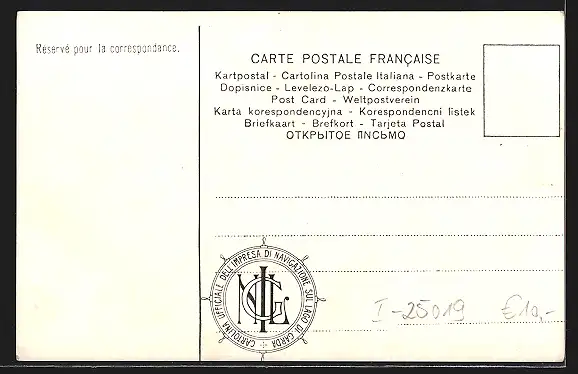 Réservé pour la correspondance.
CARTE POSTALE FRANÇAISE
Kartpostal - Cartolina Postale Italiana - Postkarte
Dopisnice - Levelezo-Lap - Correspondenzkarte
Post Card - Weltpostverein
Karta korespondencyjna - Korespondencni listek
Briefkaart - Brefkort - Tarjeta Postal
ОТКРЫТОЕ ПИСЬМО
CARTOLINA UFFICIALE DELL'IMPRESA DI NAVIGAZIONE SUL LAGO DI GARDA
I-25019 €10,-